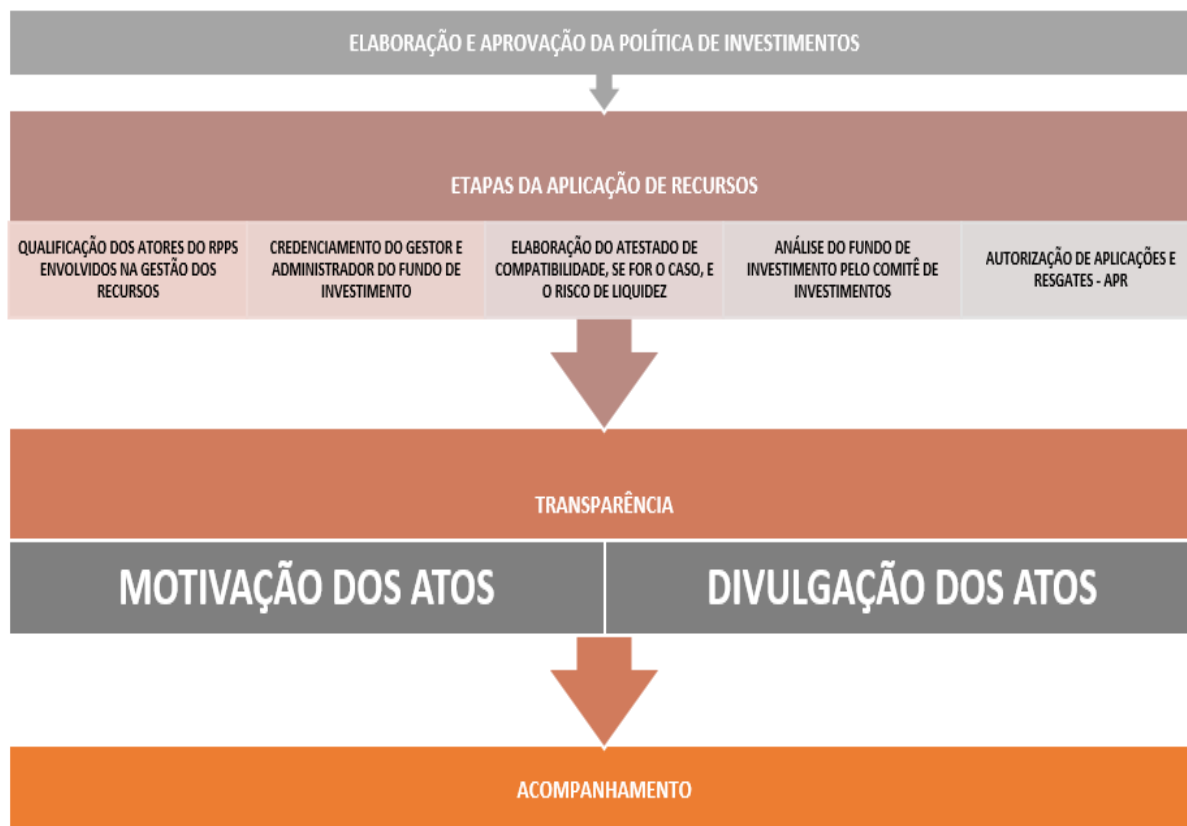 ELABORAÇÃO E APROVAÇÃO DA POLÍTICA DE INVESTIMENTOS
ETAPAS DA APLICAÇÃO DE RECURSOS
QUALIFICAÇÃO DOS ATORES DO RPPS
ENVOLVIDOS NA GESTÃO DOS
RECURSOS
CREDENCIAMENTO DO GESTOR E
ADMINISTRADOR DO FUNDO DE
INVESTIMENTO
ELABORAÇÃO DO ATESTADO DE
COMPATIBILIDADE, SE FOR O CASO, E
O RISCO DE LIQUIDEZ
ANÁLISE DO FUNDO DE
INVESTIMENTO PELO COMITÊ DE
INVESTIMENTOS
AUTORIZAÇÃO DE APLICAÇÕES E
RESGATES - APR
TRANSPARÊNCIA
MOTIVAÇÃO DOS ATOS
DIVULGAÇÃO DOS ATOS
ACOMPANHAMENTO